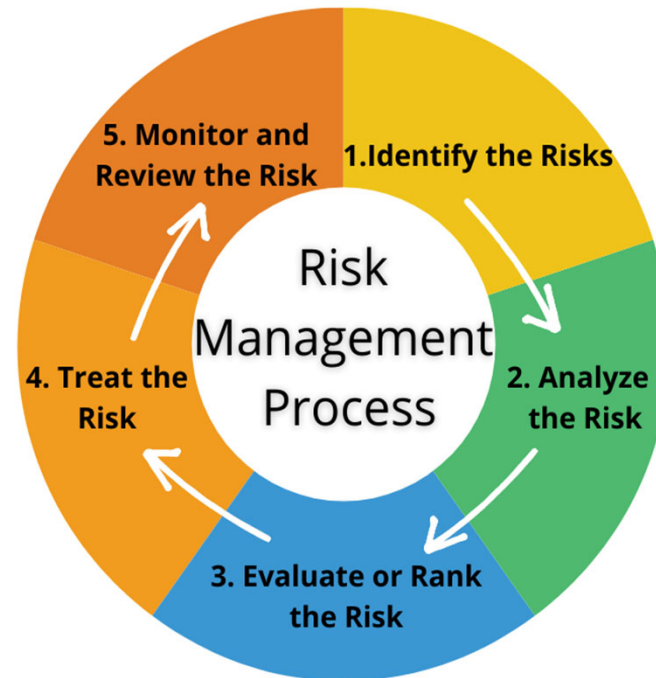 Risk
Management
Process
1.Identify the Risks
2. Analyze
the Risk
3. Evaluate or Rank
the Risk
4. Treat the
Risk
5. Monitor and
Review the Risk